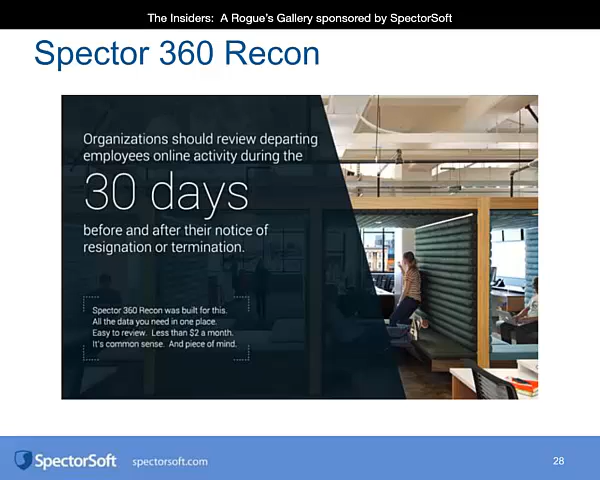 The Insiders:  A Rogue's Gallery sponsored by SpectorSoft
Spector 360 Recon
Organizations should review departing
employees online activity during the
30 days
before and after their notice of
resignation or termination.
Spector 360 Recon was built for this.
All the data you need in one place.
Easy to review.  Less than $2 a month.
It's common sense.  And piece of mind.
SpectorSoft
spectorsoft.com
28